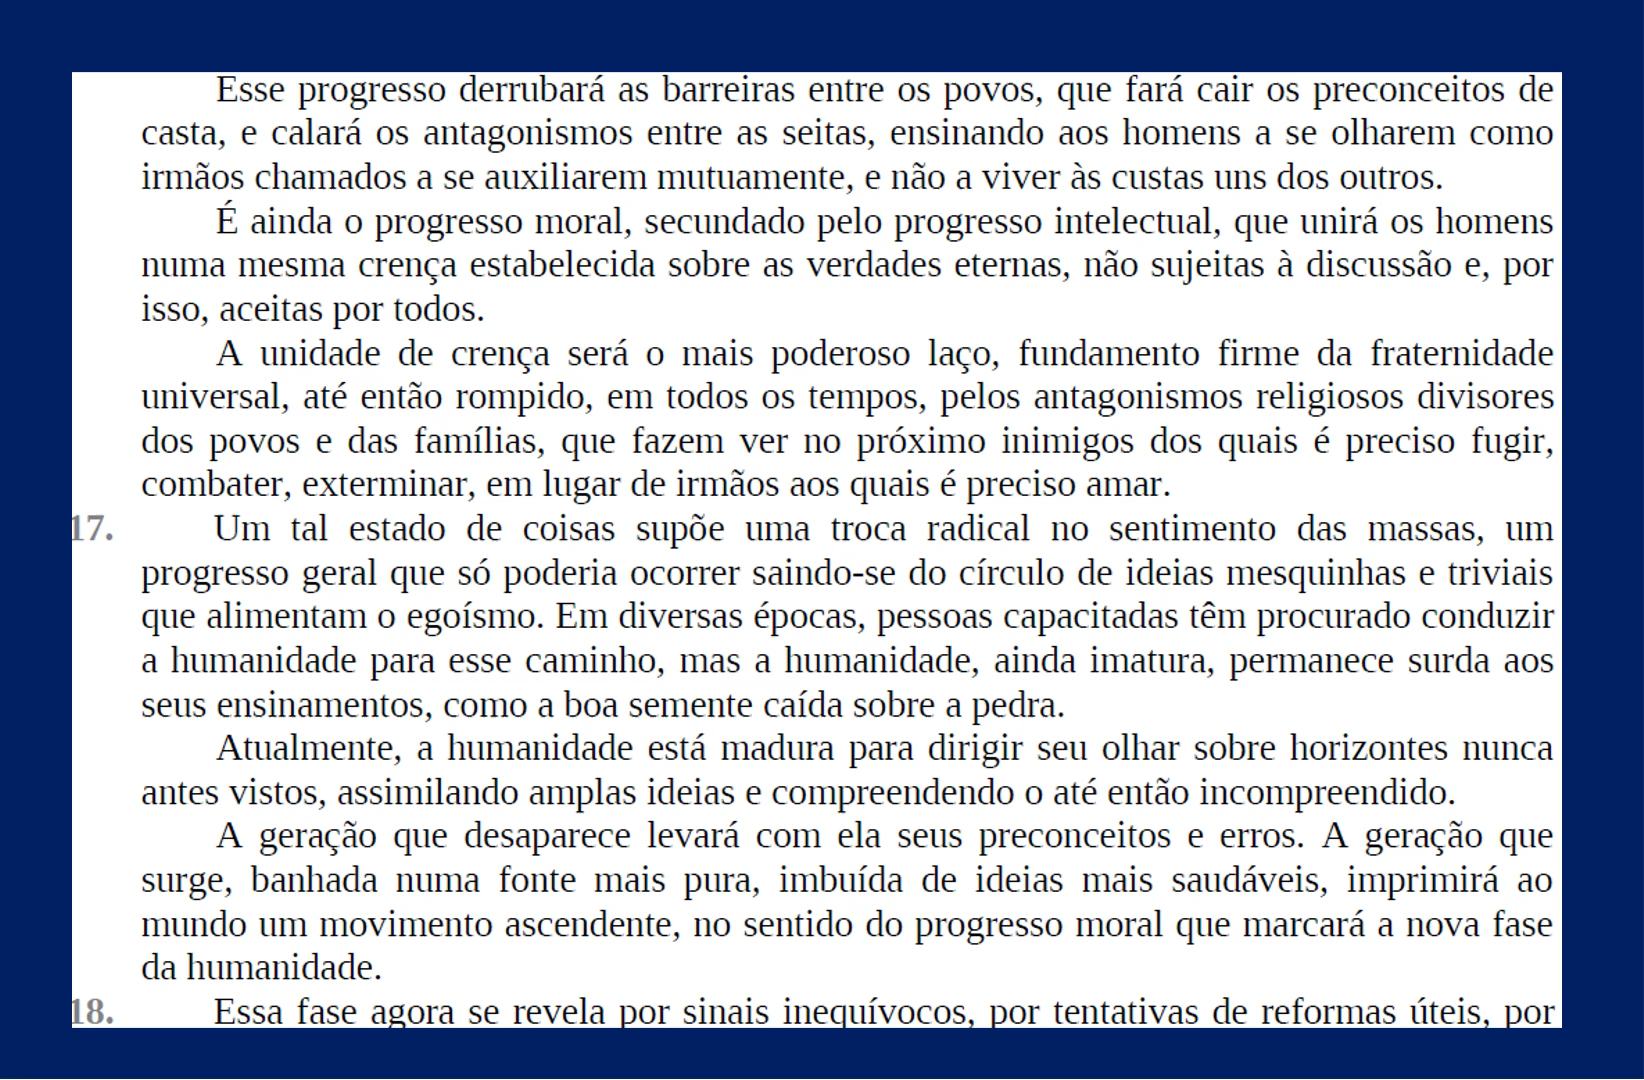 Esse progresso derrubará as barreiras entre os povos, que fará cair os preconceitos de
casta, e calará os antagonismos entre as seitas, ensinando aos homens a se olharem como
irmãos chamados a se auxiliarem mutuamente, e não a viver às custas uns dos outros.
É ainda o progresso moral, secundado pelo progresso intelectual, que unirá os homens
numa mesma crença estabelecida sobre as verdades eternas, não sujeitas à discussão e, por
isso, aceitas por todos.
A unidade de crença será o mais poderoso laço, fundamento firme da fraternidade
universal, até então rompido, em todos os tempos, pelos antagonismos religiosos divisores
dos povos e das famílias, que fazem ver no próximo inimigos dos quais é preciso fugir,
combater, exterminar, em lugar de irmãos aos quais é preciso amar.
17. Um tal estado de coisas supõe uma troca radical no sentimento das massas, um
progresso geral que só poderia ocorrer saindo-se do círculo de ideias mesquinhas e triviais
que alimentam o egoísmo. Em diversas épocas, pessoas capacitadas têm procurado conduzir
a humanidade para esse caminho, mas a humanidade, ainda imatura, permanece surda aos
seus ensinamentos, como a boa semente caída sobre a pedra.
Atualmente, a humanidade está madura para dirigir seu olhar sobre horizontes nunca
antes vistos, assimilando amplas ideias e compreendendo o até então incompreendido.
A geração que desaparece levará com ela seus preconceitos e erros. A geração que
surge, banhada numa fonte mais pura, imbuída de ideias mais saudáveis, imprimirá ao
mundo um movimento ascendente, no sentido do progresso moral que marcará a nova fase
da humanidade.
18. Essa fase agora se revela por sinais inequívocos, por tentativas de reformas úteis, por